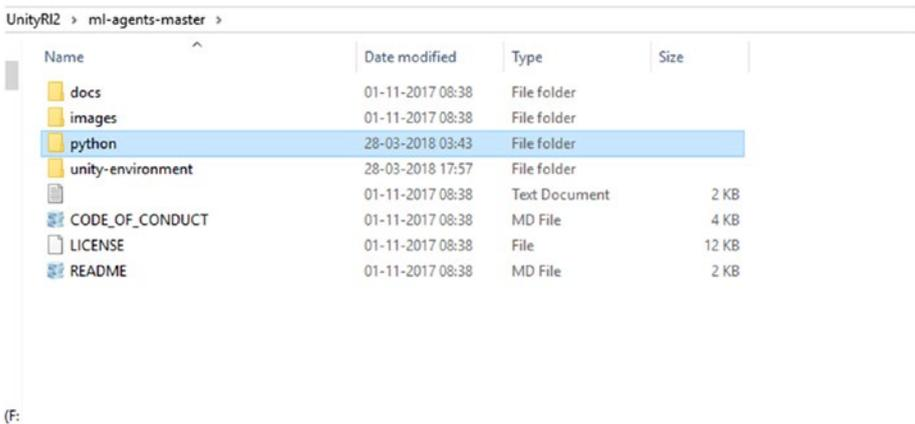 UnityRI2 > ml-agents-master >
Name Date modified Type Size
docs 01-11-2017 08:38 File folder
images 01-11-2017 08:38 File folder
python 28-03-2018 03:43 File folder
unity-environment 28-03-2018 17:57 File folder
01-11-2017 08:38 Text Document 2 KB
CODE_OF_CONDUCT 01-11-2017 08:38 MD File 4 KB
LICENSE 01-11-2017 08:38 File 12 KB
README 01-11-2017 08:38 MD File 2 KB
(F: